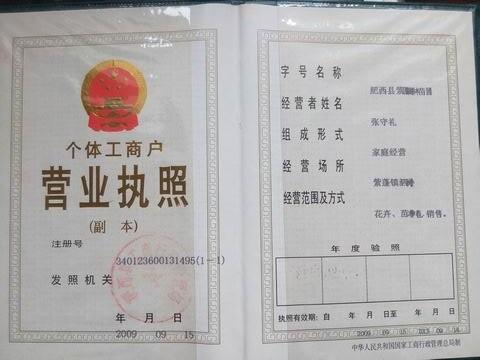 个体工商户
营业执照
(副 本)
注册号
340123600131495(1-1)
发照机关
年 月 日
2009 09 15
字号名称
肥西县
经营者姓名
张守礼
组成形式
家庭经营
经营场所
紫蓬镇
经营范围及方式
花卉、苗木 销售。
年度验照
执照有效期: 自 年 月 日至 年 月 日
2009 09 15
中华人民共和国国家工商行政管理总局制